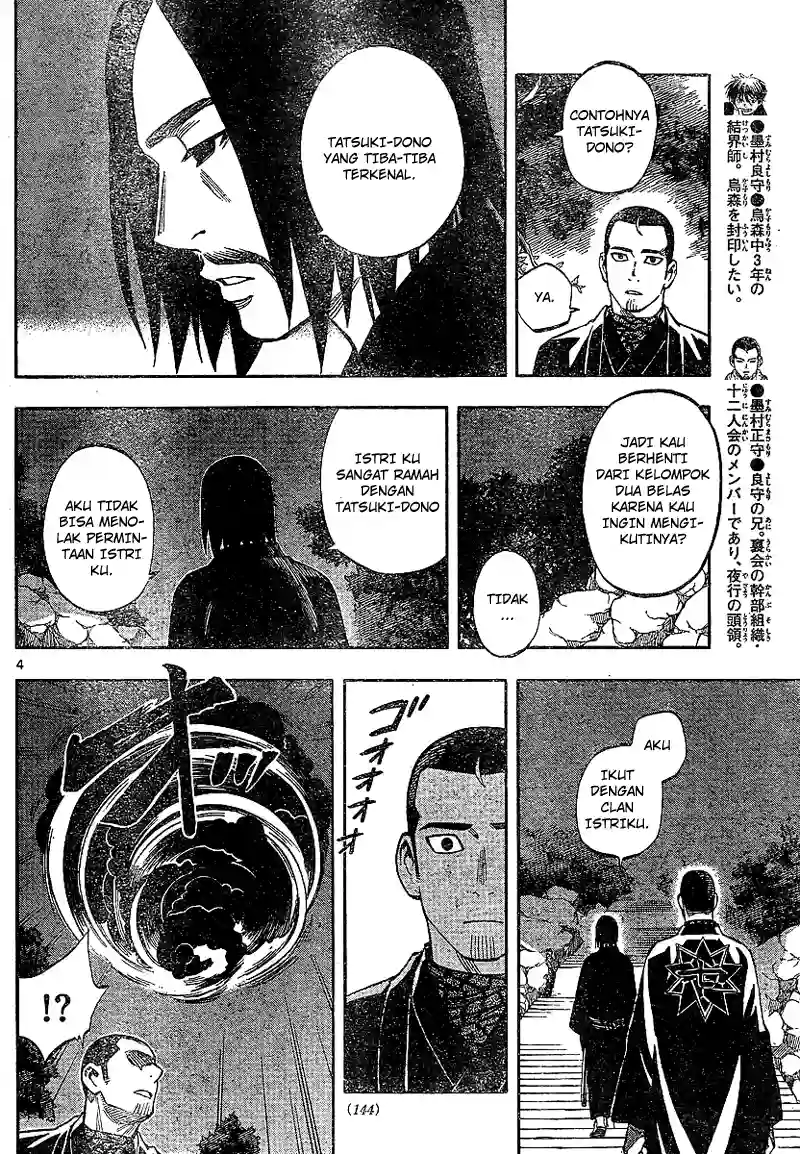 CONTOHNYA
TATSUKI-
DONO?
YA.
TATSUKI-DONO
YANG TIBA-TIBA
TERKENAL.
●墨村良守●烏森中3年の
結界師。烏森を封印したい。
●墨村正守●良守の兄。裏会の幹部組織・
十二人会のメンバーであり、夜行の頭領。
JADI KAU
BERHENTI
DARI KELOMPOK
DUA BELAS
KARENA KAU
INGIN MENGI-
KUTINYA?
TIDAK
...
ISTRI KU
SANGAT RAMAH
DENGAN
TATSUKI-DONO
AKU TIDAK
BISA MENO-
LAK PERMIN-
TAAN ISTRI
KU.
4
AKU
IKUT
DENGAN
CLAN
ISTRIKU.
ゴオオオオ
オッ
!?
(144)